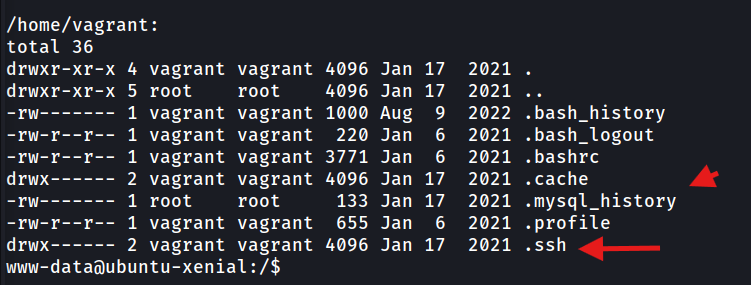 /home/vagrant:
total 36
drwxr-xr-x 4 vagrant vagrant 4096 Jan 17  2021 .
drwxr-xr-x 5 root    root    4096 Jan 17  2021 ..
-rw------- 1 vagrant vagrant 1000 Aug  9  2022 .bash_history
-rw-r--r-- 1 vagrant vagrant  220 Jan  6  2021 .bash_logout
-rw-r--r-- 1 vagrant vagrant 3771 Jan  6  2021 .bashrc
drwx------ 2 vagrant vagrant 4096 Jan 17  2021 .cache
-rw------- 1 root    root     133 Jan 17  2021 .mysql_history
-rw-r--r-- 1 vagrant vagrant  655 Jan  6  2021 .profile
drwx------ 2 vagrant vagrant 4096 Jan 17  2021 .ssh
www-data@ubuntu-xenial:/$